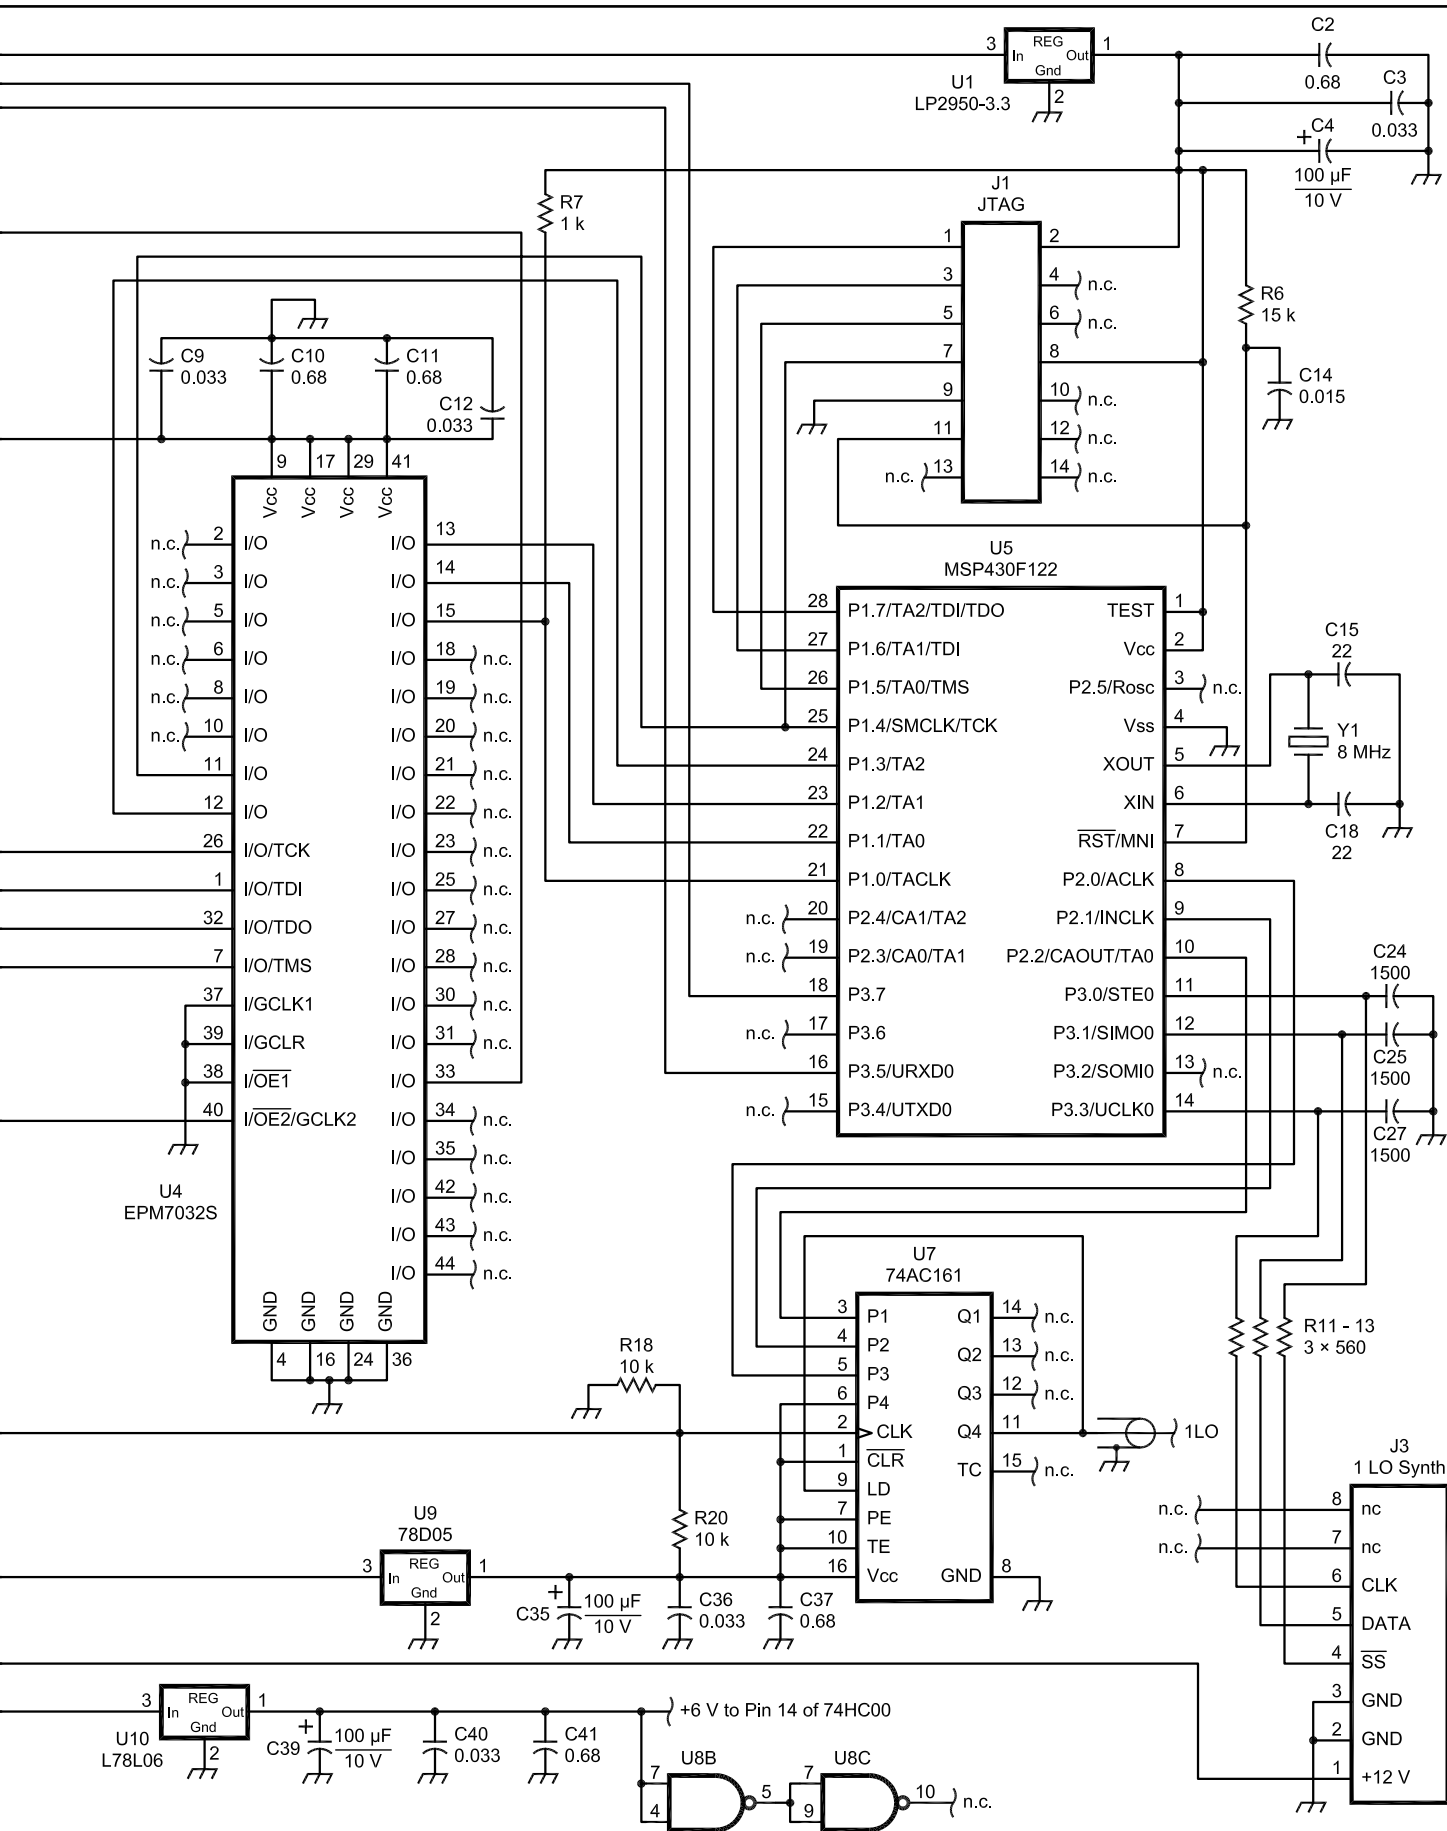 C2
0.68
C3
0.033
C4
+
100 µF
10 V
3 In REG Out 1
Gnd
2
U1
LP2950-3.3
R7
1 k
J1
JTAG
1 2
3 4 n.c.
5 6 n.c.
7 8
9 10 n.c.
11 12 n.c.
n.c. 13 14 n.c.
R6
15 k
C14
0.015
C9
0.033
C10
0.68
C11
0.68
C12
0.033
9 17 29 41
Vcc Vcc Vcc Vcc
n.c. 2 I/O I/O 13
n.c. 3 I/O I/O 14
n.c. 5 I/O I/O 15
n.c. 6 I/O I/O 18 n.c.
n.c. 8 I/O I/O 19 n.c.
n.c. 10 I/O I/O 20 n.c.
11 I/O I/O 21 n.c.
12 I/O I/O 22 n.c.
26 I/O/TCK I/O 23 n.c.
1 I/O/TDI I/O 25 n.c.
32 I/O/TDO I/O 27 n.c.
7 I/O/TMS I/O 28 n.c.
37 I/GCLK1 I/O 30 n.c.
39 I/GCLR I/O 31 n.c.
38 I/OE1 I/O 33
40 I/OE2/GCLK2 I/O 34 n.c.
I/O 35 n.c.
I/O 42 n.c.
I/O 43 n.c.
I/O 44 n.c.
GND GND GND GND
4 16 24 36
U4
EPM7032S
U5
MSP430F122
28 P1.7/TA2/TDI/TDO TEST 1
27 P1.6/TA1/TDI Vcc 2
26 P1.5/TA0/TMS P2.5/Rosc 3 n.c.
25 P1.4/SMCLK/TCK Vss 4
24 P1.3/TA2 XOUT 5
23 P1.2/TA1 XIN 6
22 P1.1/TA0 RST/MNI 7
21 P1.0/TACLK P2.0/ACLK 8
n.c. 20 P2.4/CA1/TA2 P2.1/INCLK 9
n.c. 19 P2.3/CA0/TA1 P2.2/CAOUT/TA0 10
18 P3.7 P3.0/STE0 11
n.c. 17 P3.6 P3.1/SIMO0 12
16 P3.5/URXD0 P3.2/SOMI0 13 n.c.
n.c. 15 P3.4/UTXD0 P3.3/UCLK0 14
C15
22
Y1
8 MHz
C18
22
C24
1500
C25
1500
C27
1500
U7
74AC161
3 P1 Q1 14 n.c.
4 P2 Q2 13 n.c.
5 P3 Q3 12 n.c.
6 P4
2 CLK Q4 11 1LO
1 CLR TC 15 n.c.
9 LD
7 PE
10 TE
16 Vcc GND 8
R11 - 13
3 × 560
R18
10 k
R20
10 k
J3
1 LO Synth
n.c. 8 nc
n.c. 7 nc
6 CLK
5 DATA
4 SS
3 GND
2 GND
1 +12 V
U9
78D05
3 In REG Out 1
Gnd
2
+
C35 100 µF
10 V
C36
0.033
C37
0.68
3 In REG Out 1
Gnd
2
U10
L78L06
+
C39 100 µF
10 V
C40
0.033
C41
0.68
+6 V to Pin 14 of 74HC00
U8B
7
4
5
U8C
7
9
10 n.c.